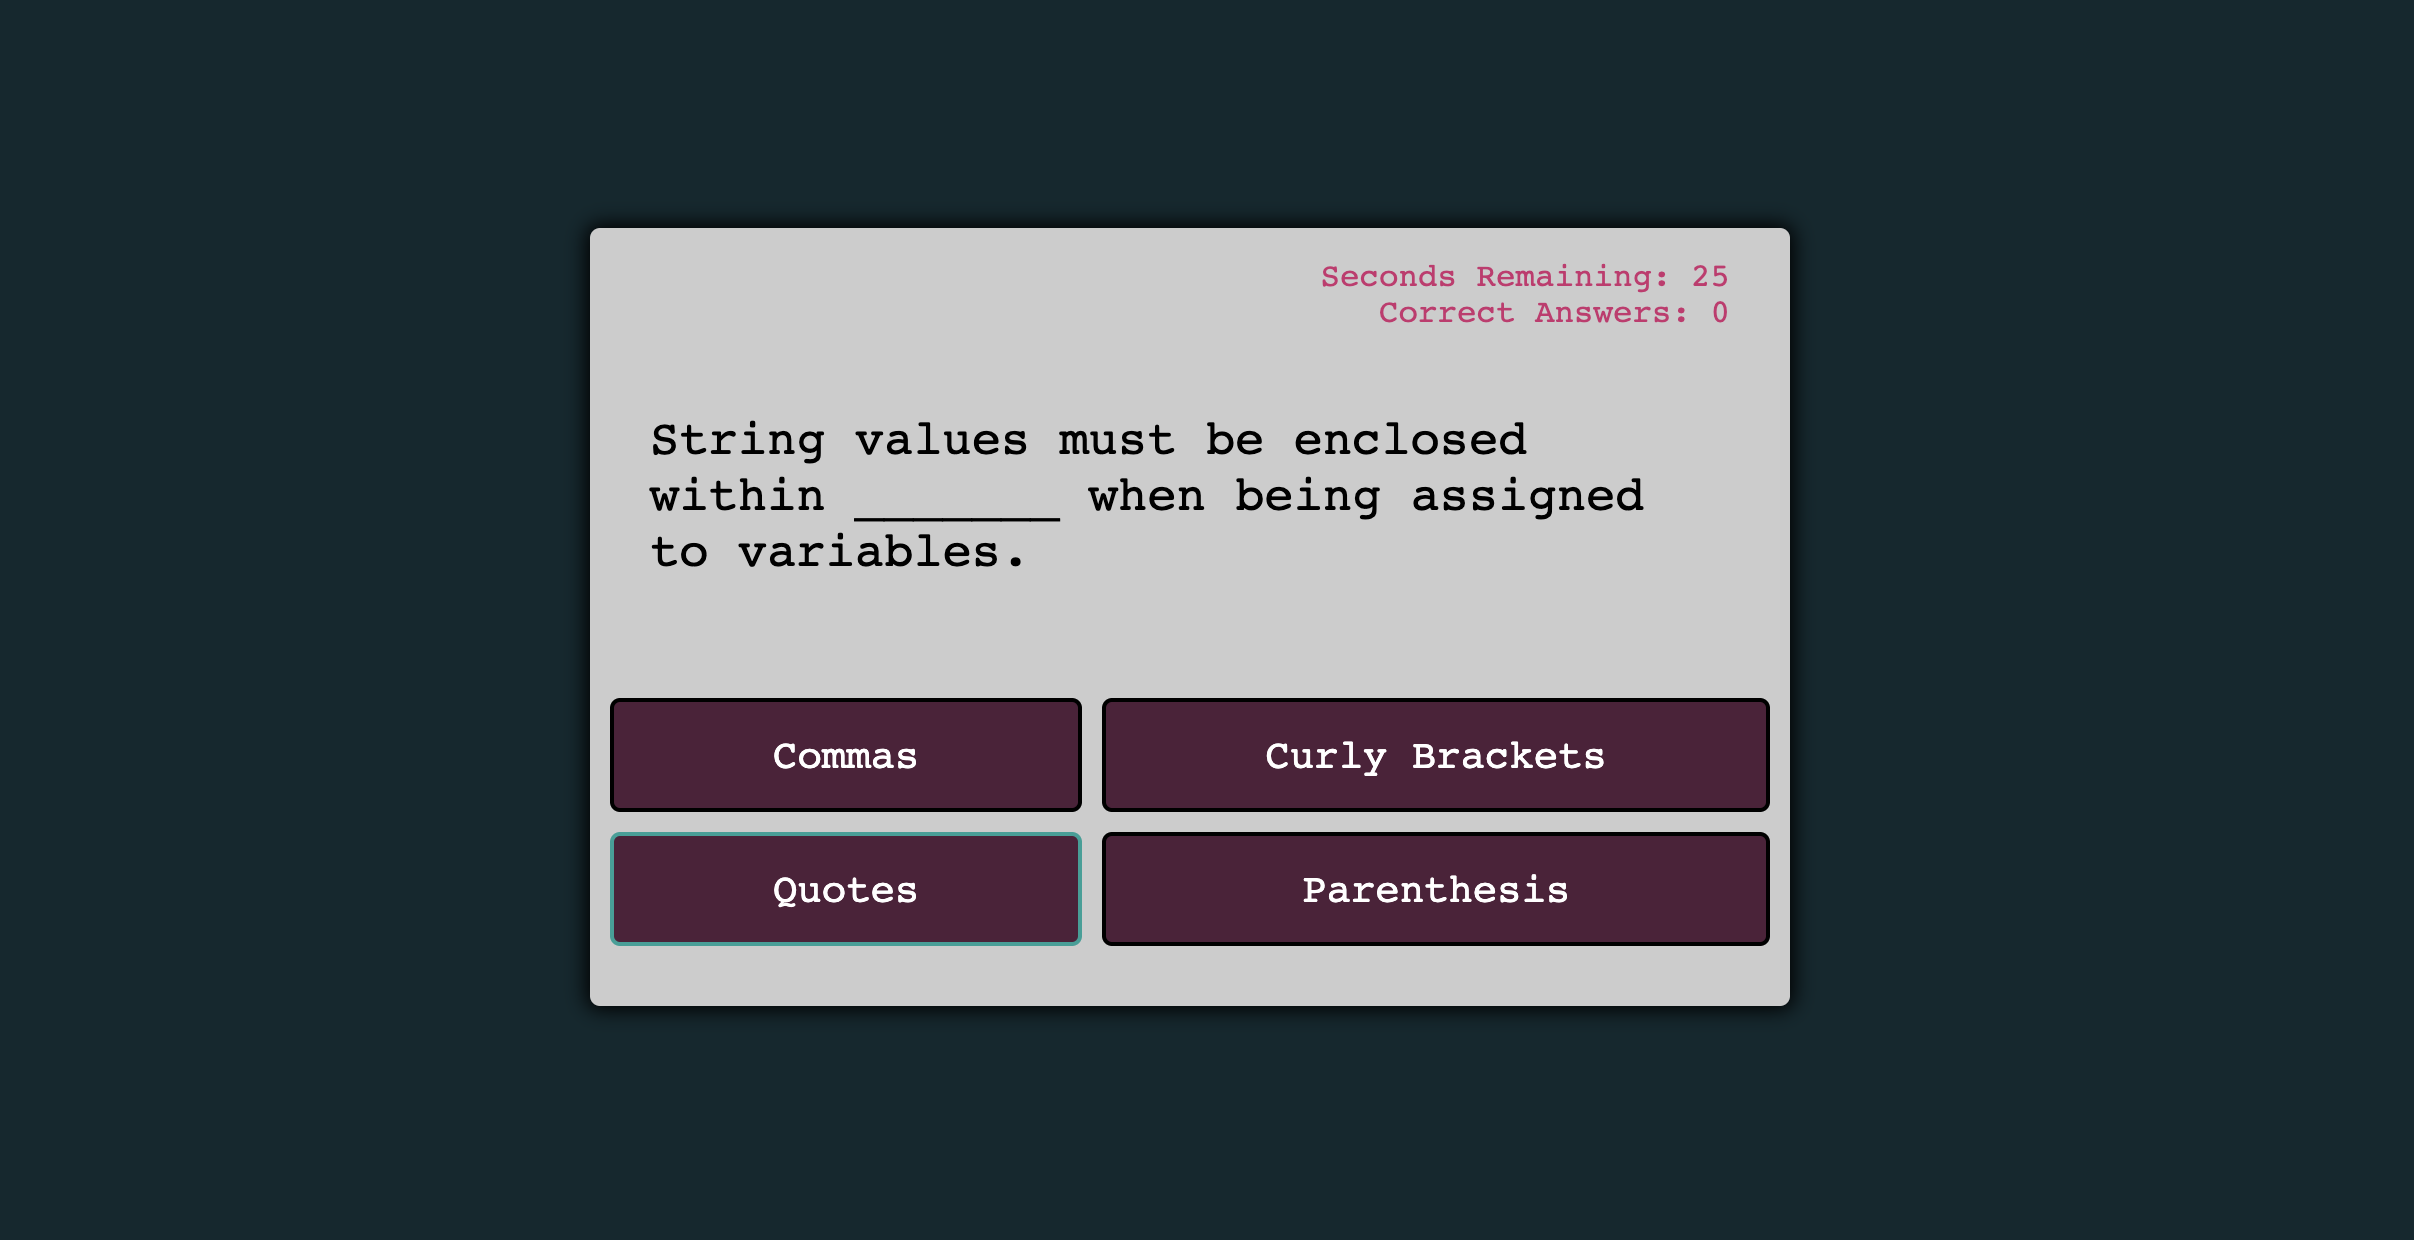 Seconds Remaining: 25
Correct Answers: 0
String values must be enclosed
within _______ when being assigned
to variables.
Commas
Curly Brackets
Quotes
Parenthesis